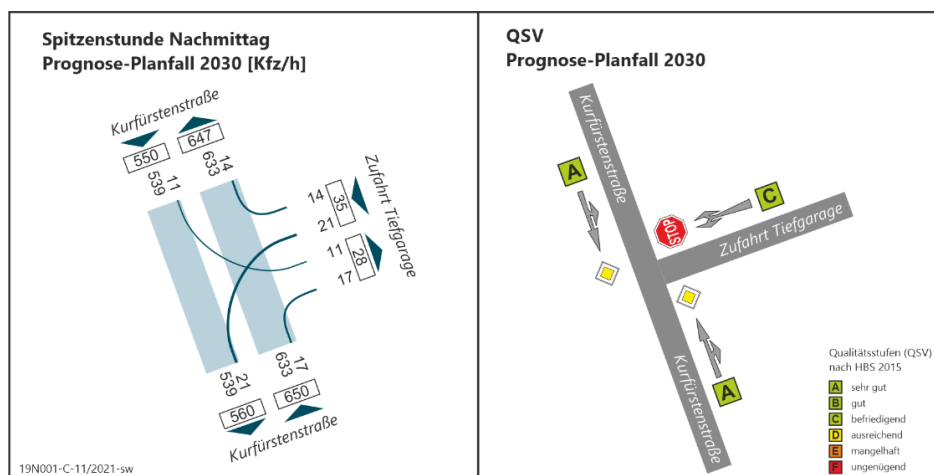 Spitzenstunde Nachmittag
Prognose-Planfall 2030 [Kfz/h]
Kurfürstenstraße
550
647
539
11
633
14
Zufahrt Tiefgarage
14
35
21
11
28
17
539
21
633
17
560
650
Kurfürstenstraße
19N001-C-11/2021-sw
QSV
Prognose-Planfall 2030
Kurfürstenstraße
A
C
STOP
Zufahrt Tiefgarage
Kurfürstenstraße
A
Qualitätsstufen (QSV)
nach HBS 2015
A sehr gut
B gut
C befriedigend
D ausreichend
E mangelhaft
F ungenügend